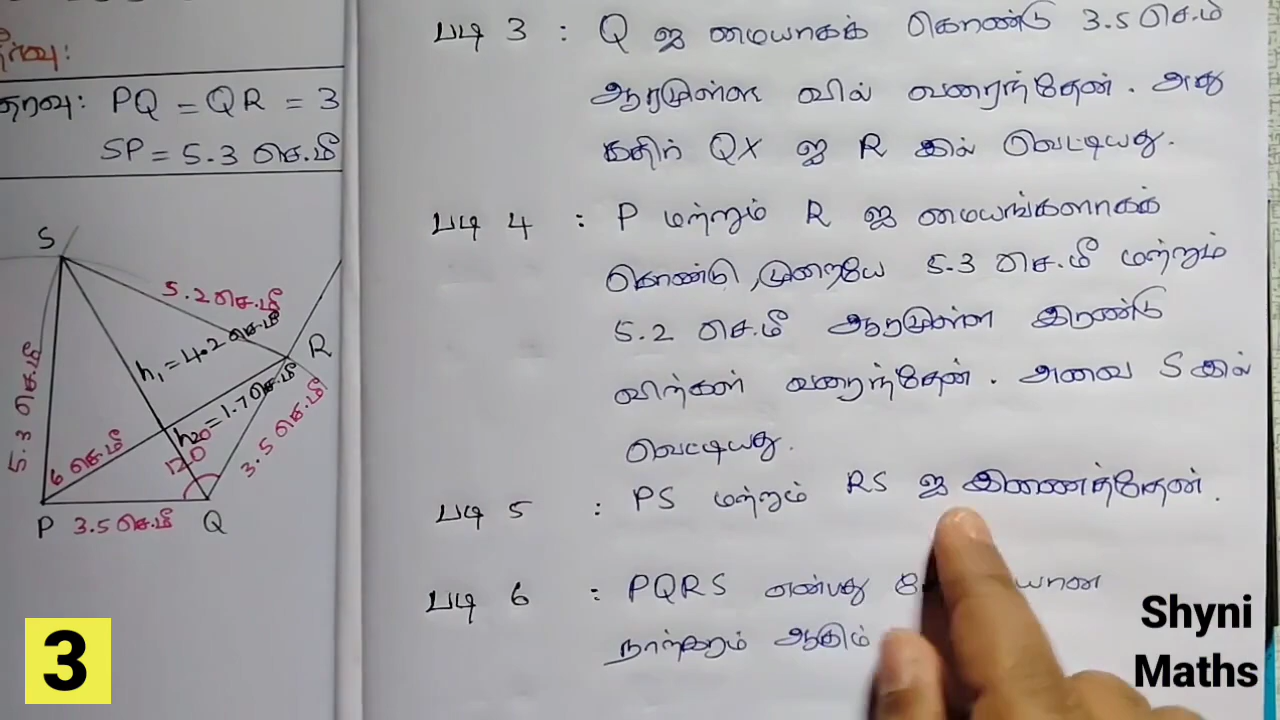 தீர்வு:
தரவு: PQ = QR = 3
SP = 5.3 செ.மீ
S
5.2 செ.மீ
h₁ = 4.2 செ.மீ
R
5.3 செ.மீ
h₂ = 1.7 செ.மீ
6 செ.மீ
120
3.5 செ.மீ
P 3.5 செ.மீ Q
படி 3 : Q ஐ மையாகக் கொண்டு 3.5 செ.மீ
ஆரமுள்ள வில் வரைந்தேன். அது
கதிர் QX ஐ R இல் வெட்டியது.
படி 4 : P மற்றும் R ஐ மையங்களாகக்
கொண்டு முறையே 5.3 செ.மீ மற்றும்
5.2 செ.மீ ஆரமுள்ள இரண்டு
விற்கள் வரைந்தேன். அவை S இல்
வெட்டியது.
படி 5 : PS மற்றும் RS ஐ இணைத்தேன்.
படி 6 : PQRS என்பது
நாற்கரம் ஆகும்
3
Shyni
Maths